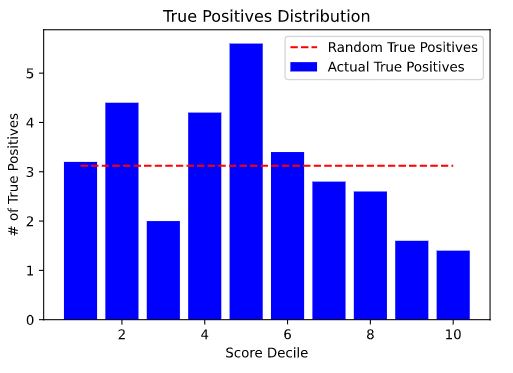 True Positives Distribution
Random True Positives
Actual True Positives
# of True Positives
5
4
3
2
1
0
2 4 6 8 10
Score Decile